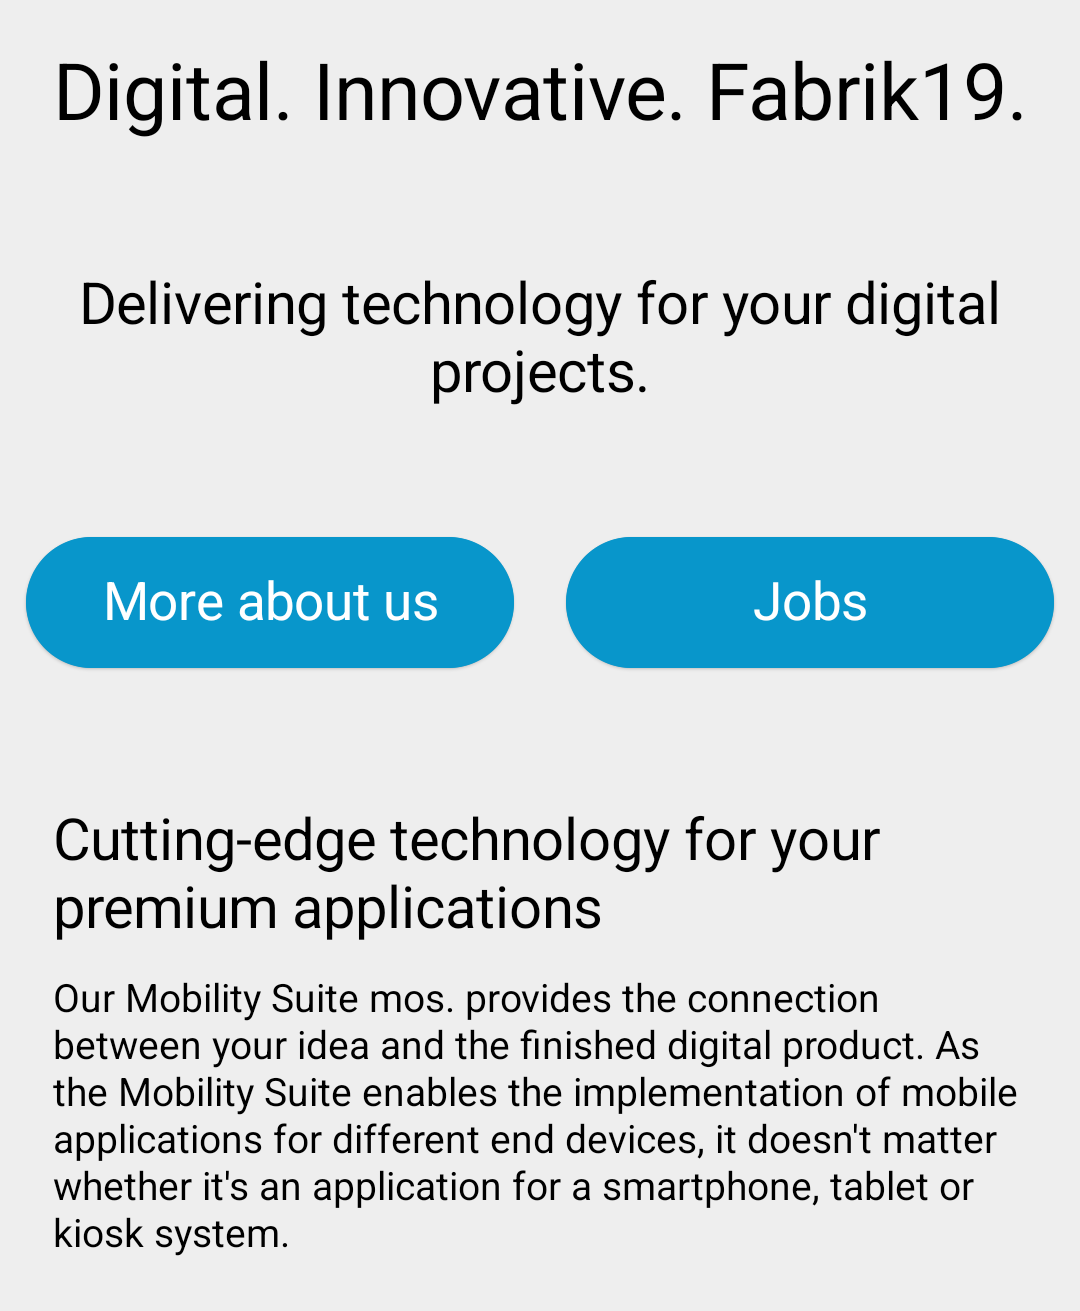 Digital. Innovative. Fabrik19.
Delivering technology for your digital
projects.
More about us
Jobs
Cutting-edge technology for your
premium applications
Our Mobility Suite mos. provides the connection
between your idea and the finished digital product. As
the Mobility Suite enables the implementation of mobile
applications for different end devices, it doesn't matter
whether it's an application for a smartphone, tablet or
kiosk system.